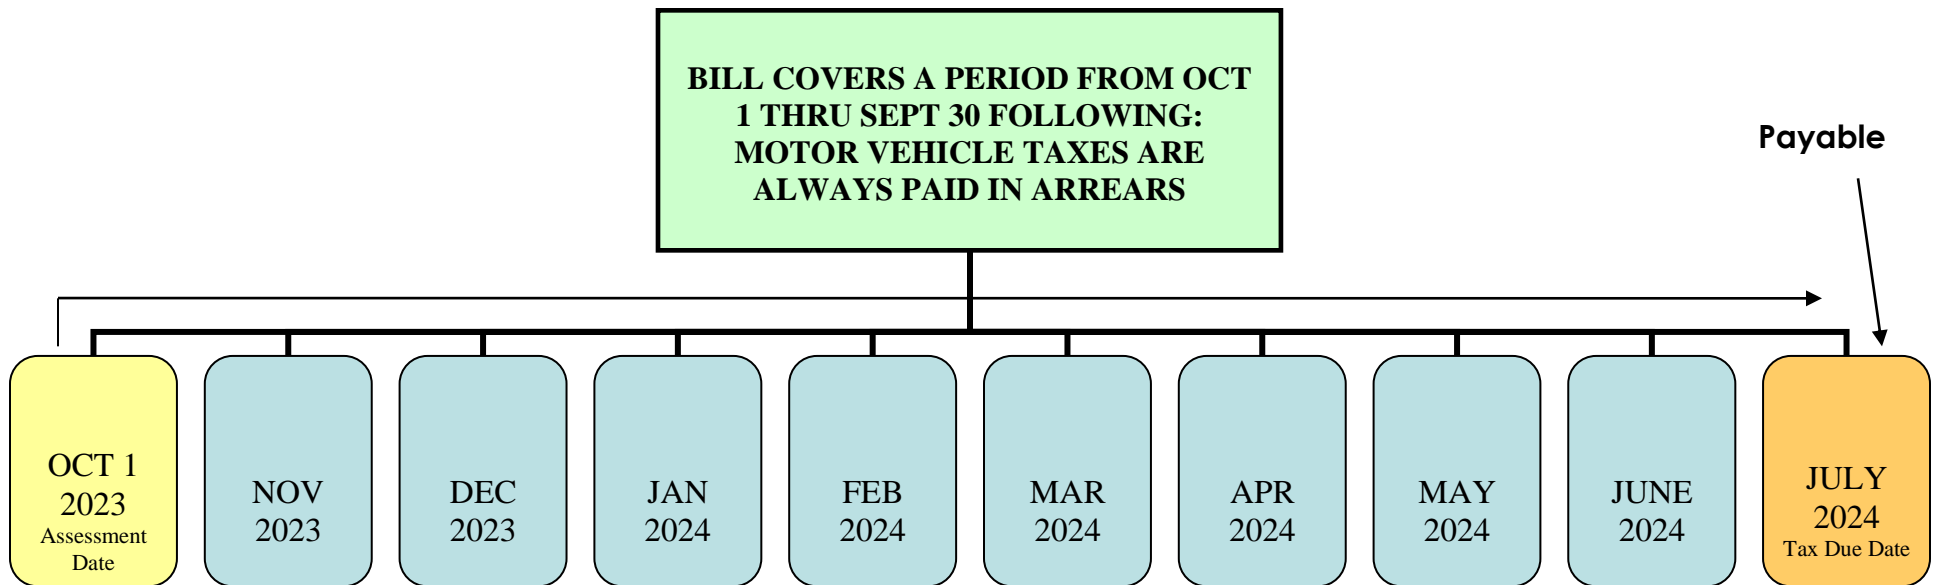 BILL COVERS A PERIOD FROM OCT
1 THRU SEPT 30 FOLLOWING:
MOTOR VEHICLE TAXES ARE
ALWAYS PAID IN ARREARS
Payable
OCT 1
2023
Assessment
Date
NOV
2023
DEC
2023
JAN
2024
FEB
2024
MAR
2024
APR
2024
MAY
2024
JUNE
2024
JULY
2024
Tax Due Date